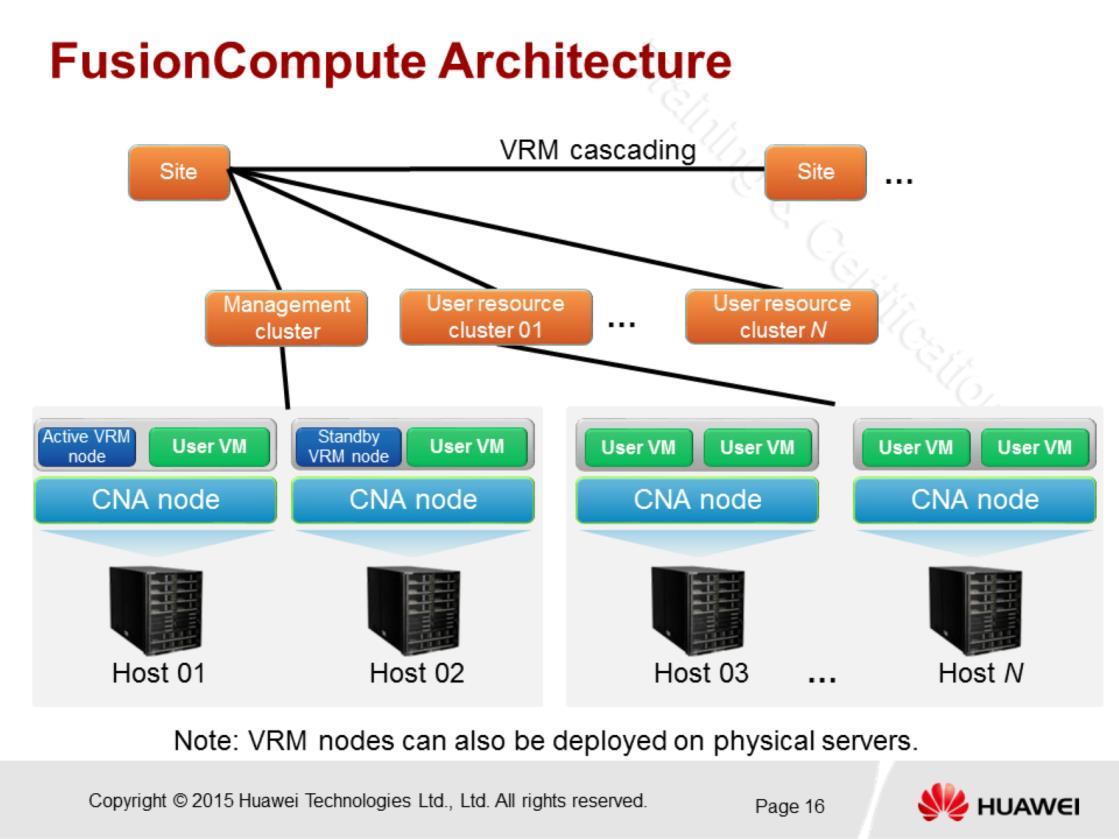 FusionCompute Architecture
Training & Certification
VRM cascading
Site
Site
...
Management
cluster
User resource
cluster 01
...
User resource
cluster N
Active VRM
node
User VM
Standby
VRM node
User VM
User VM
User VM
User VM
User VM
CNA node
CNA node
CNA node
CNA node
Host 01
Host 02
Host 03
...
Host N
Note: VRM nodes can also be deployed on physical servers.
Copyright © 2015 Huawei Technologies Ltd., Ltd. All rights reserved.
Page 16
HUAWEI